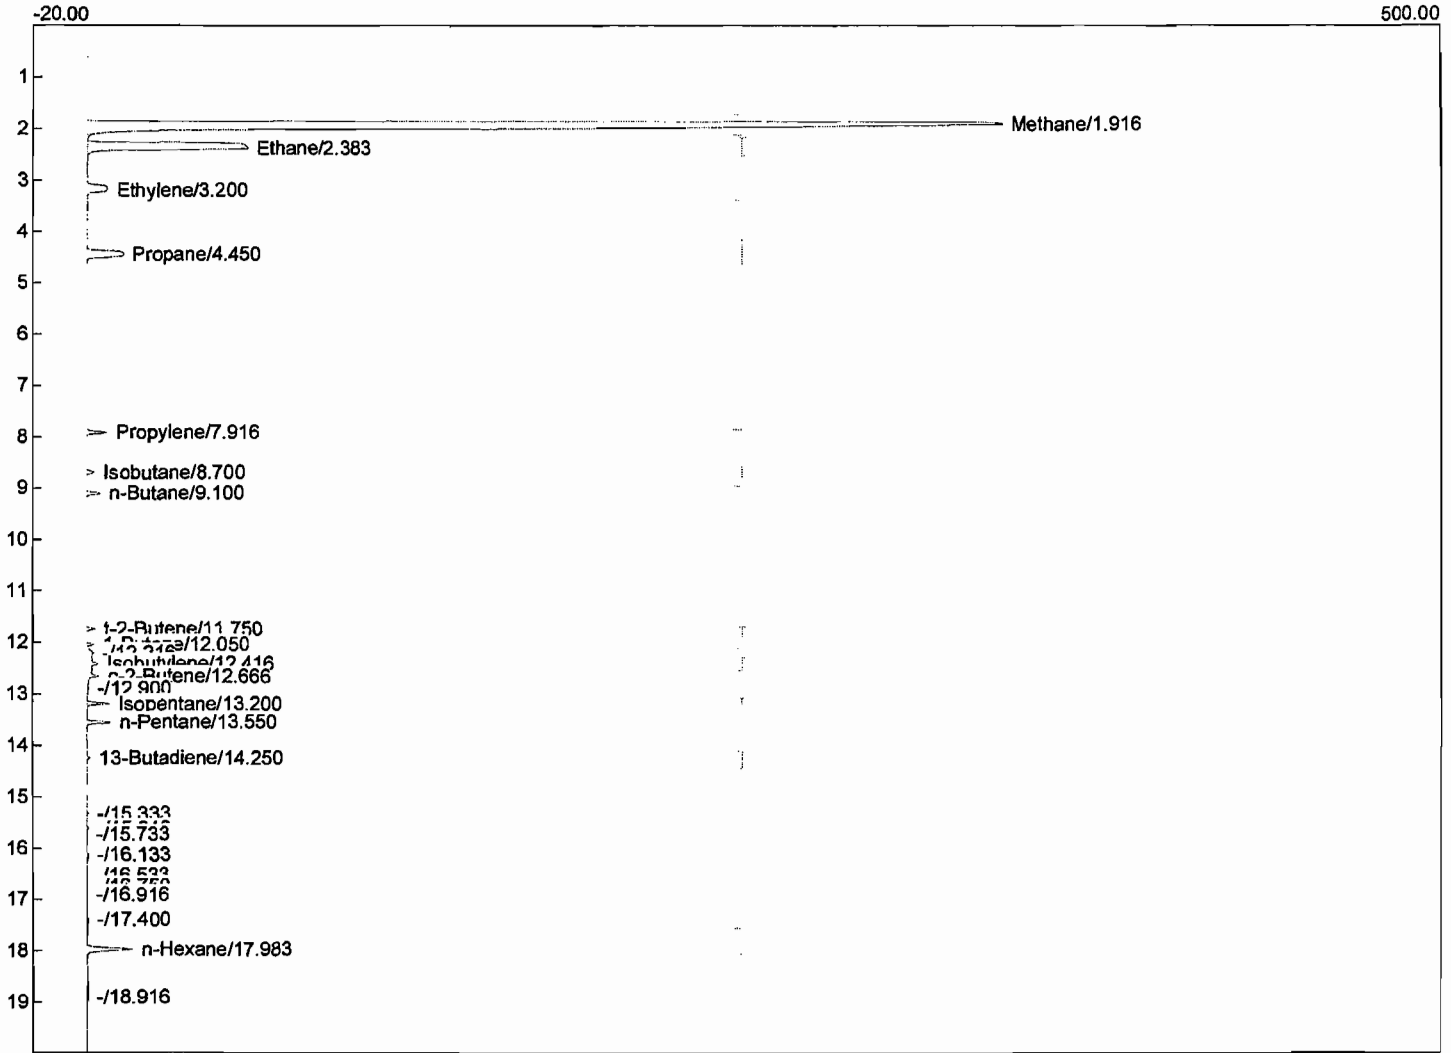 -20.00 500.00
1
2
Methane/1.916
Ethane/2.383
3
Ethylene/3.200
4
Propane/4.450
5
6
7
8
Propylene/7.916
Isobutane/8.700
9
n-Butane/9.100
10
11
t-2-Butene/11.750
12
1-Butene/12.050
Isobutylene/12.416
c-2-Butene/12.666
-/12.900
13
Isopentane/13.200
n-Pentane/13.550
14
13-Butadiene/14.250
15
-/15.333
-/15.733
16
-/16.133
/16.533
17
-/16.916
-/17.400
18
n-Hexane/17.983
19
-/18.916